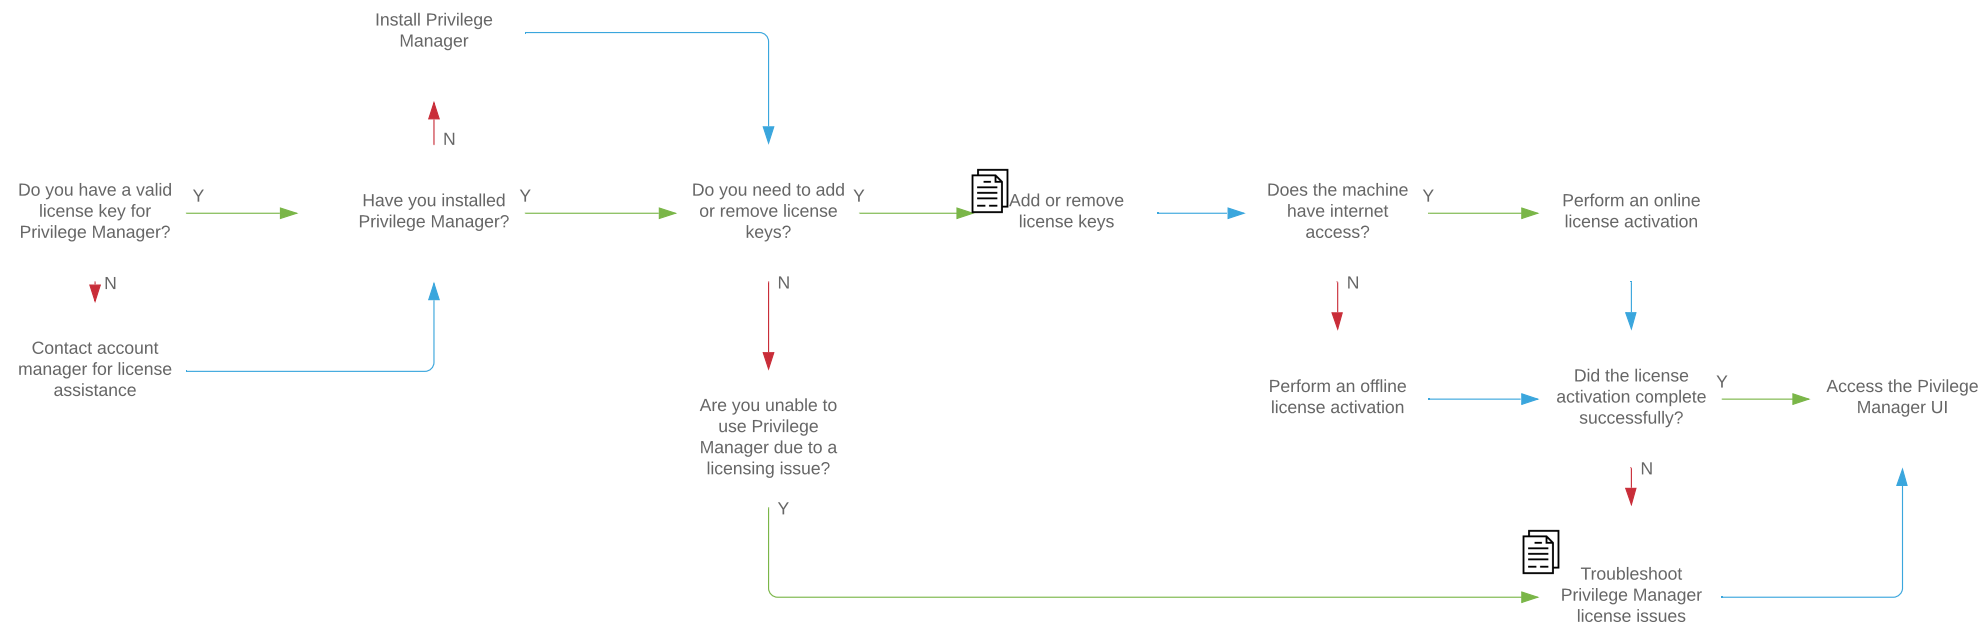 Install Privilege
Manager
N
Do you have a valid
license key for
Privilege Manager?
Y
Have you installed
Privilege Manager?
Y
Do you need to add
or remove license
keys?
Y
Add or remove
license keys
Does the machine
have internet
access?
Y
Perform an online
license activation
N
Contact account
manager for license
assistance
N
Are you unable to
use Privilege
Manager due to a
licensing issue?
Y
N
Perform an offline
license activation
Did the license
activation complete
successfully?
Y
Access the Pivilege
Manager UI
N
Troubleshoot
Privilege Manager
license issues